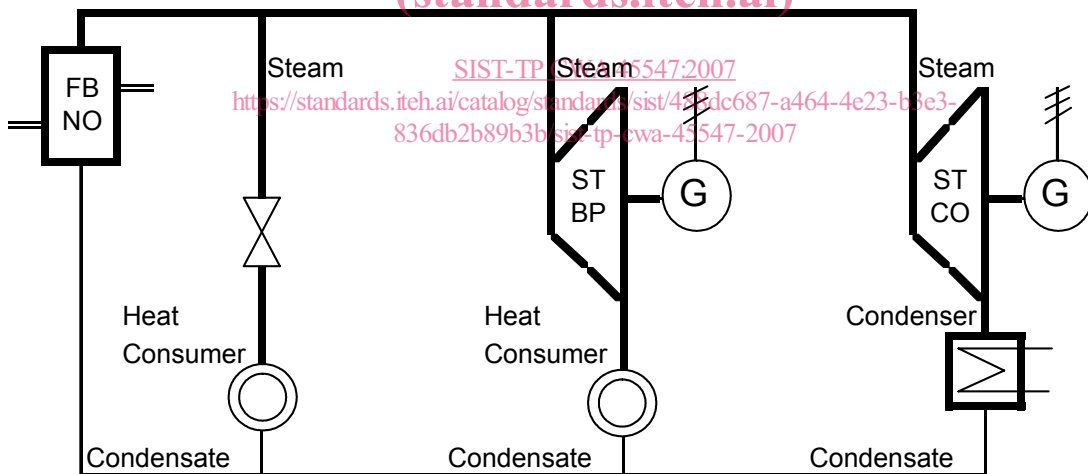 (standards.iteh.ai)
FB
NO
Steam
Steam
Steam
SIST-TP CWA 45547:2007
https://standards.iteh.ai/catalog/standards/sist/488dc687-a464-4e23-b3e3-
836db2b89b3b/sist-tp-cwa-45547-2007
ST
BP
G
ST
CO
G
Heat
Consumer
Heat
Consumer
Condenser
Condensate
Condensate
Condensate